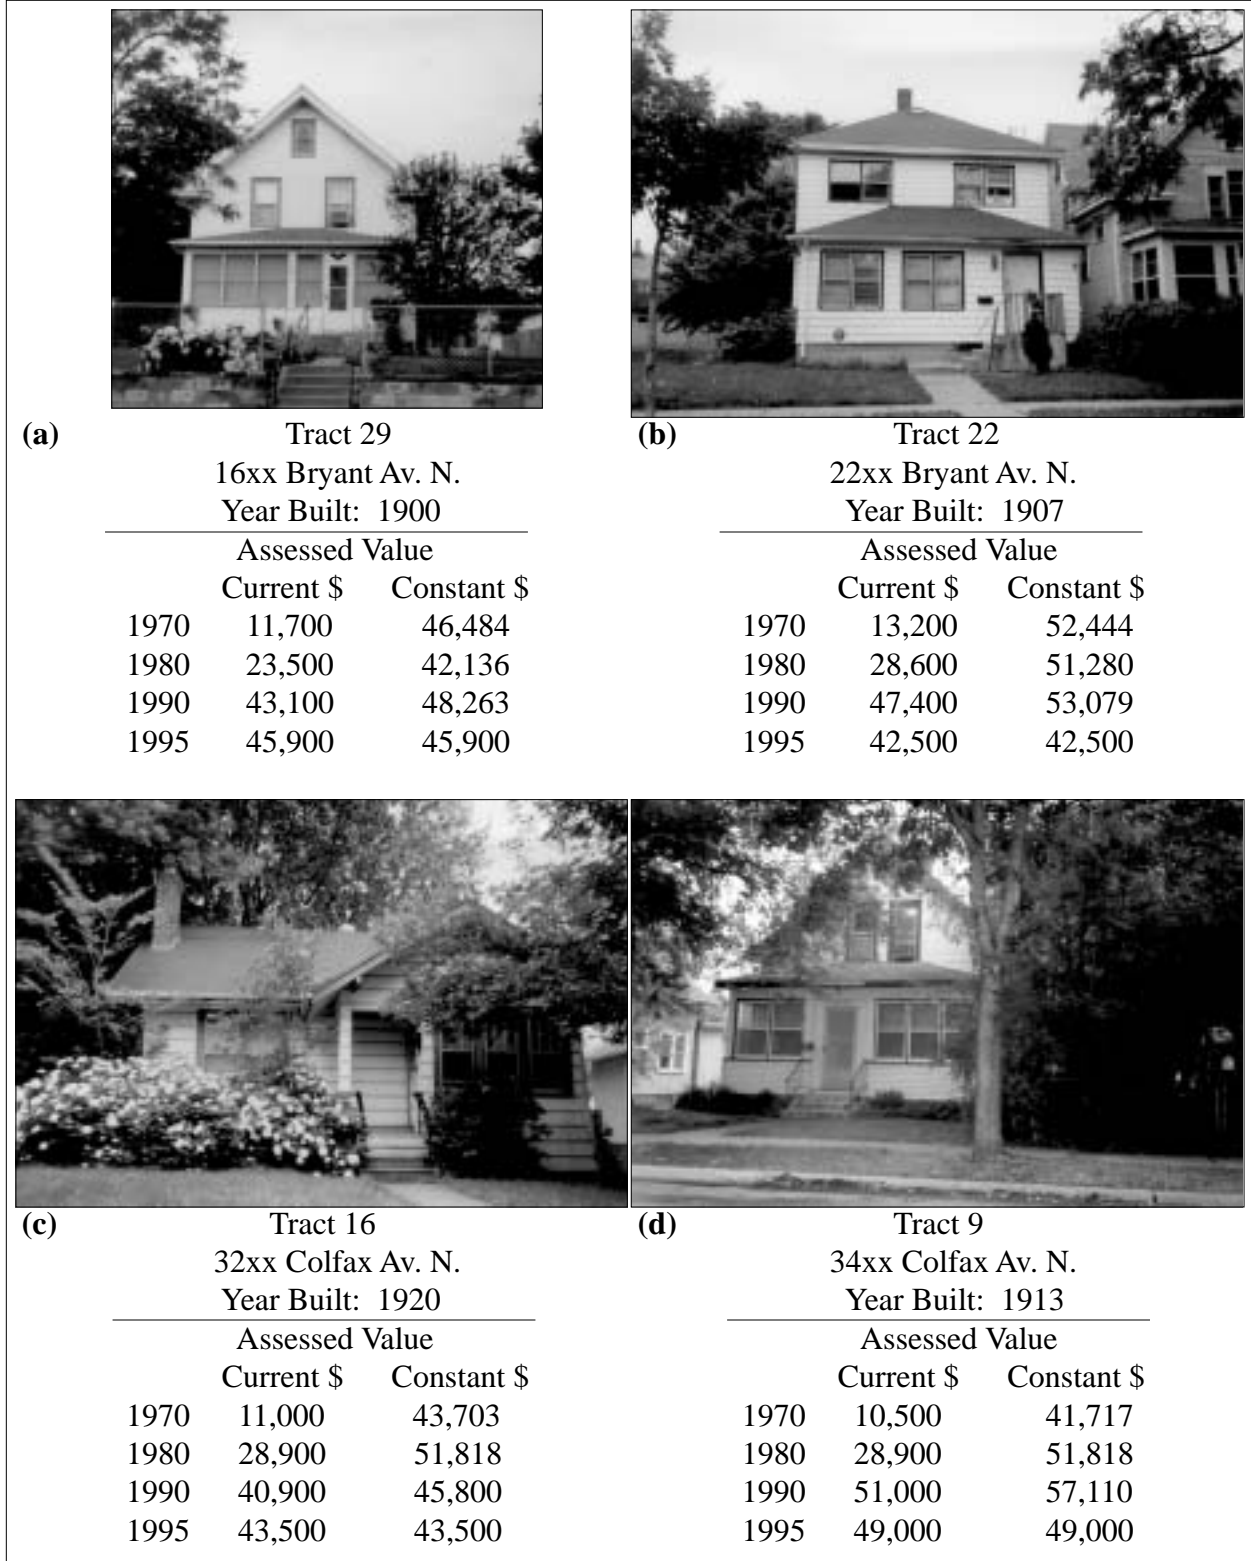 (a) Tract 29
16xx Bryant Av. N.
Year Built: 1900
Assessed Value
Current $ Constant $
1970 11,700 46,484
1980 23,500 42,136
1990 43,100 48,263
1995 45,900 45,900
(b) Tract 22
22xx Bryant Av. N.
Year Built: 1907
Assessed Value
Current $ Constant $
1970 13,200 52,444
1980 28,600 51,280
1990 47,400 53,079
1995 42,500 42,500
(c) Tract 16
32xx Colfax Av. N.
Year Built: 1920
Assessed Value
Current $ Constant $
1970 11,000 43,703
1980 28,900 51,818
1990 40,900 45,800
1995 43,500 43,500
(d) Tract 9
34xx Colfax Av. N.
Year Built: 1913
Assessed Value
Current $ Constant $
1970 10,500 41,717
1980 28,900 51,818
1990 51,000 57,110
1995 49,000 49,000